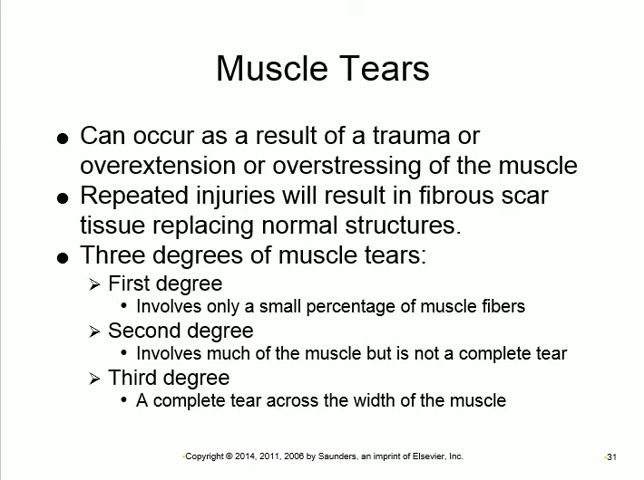 Muscle Tears
● Can occur as a result of a trauma or
overextension or overstressing of the muscle
● Repeated injuries will result in fibrous scar
tissue replacing normal structures.
● Three degrees of muscle tears:
➢ First degree
• Involves only a small percentage of muscle fibers
➢ Second degree
• Involves much of the muscle but is not a complete tear
➢ Third degree
• A complete tear across the width of the muscle
Copyright © 2014, 2011, 2006 by Saunders, an imprint of Elsevier, Inc.
31